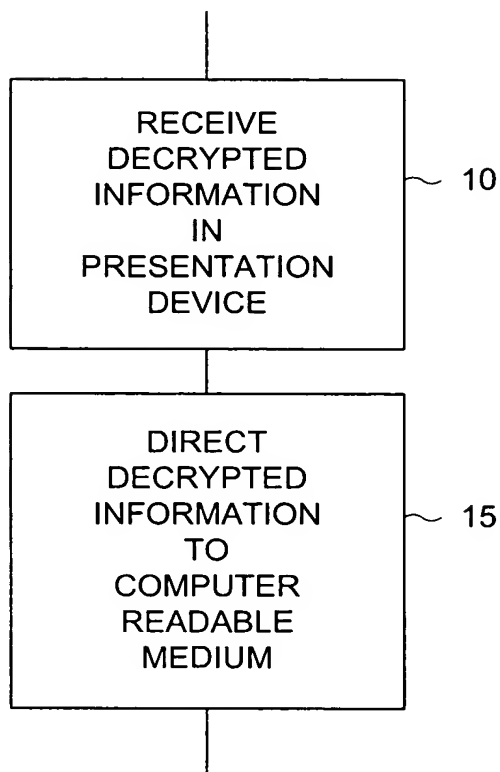 RECEIVE
DECRYPTED
INFORMATION
IN
PRESENTATION
DEVICE
10
DIRECT
DECRYPTED
INFORMATION
TO
COMPUTER
READABLE
MEDIUM
15